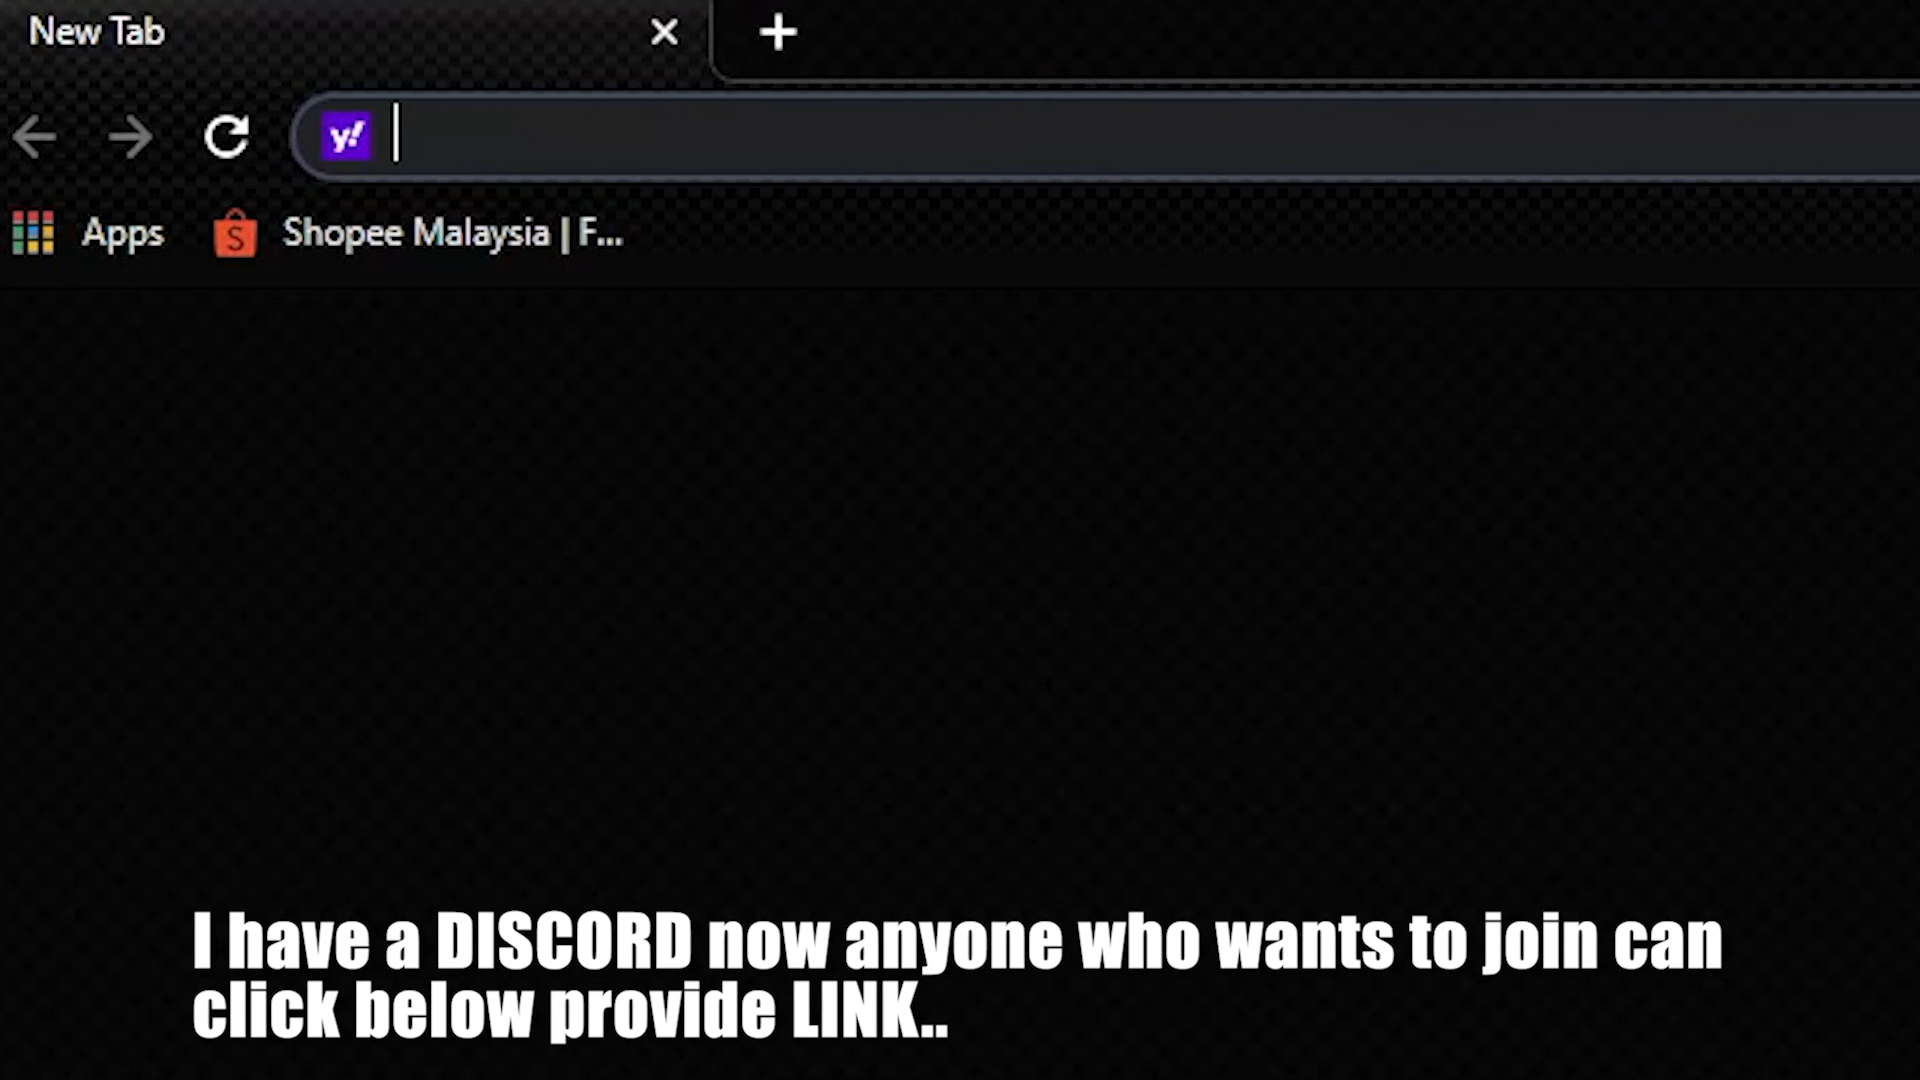 New Tab
y!
Apps
S Shopee Malaysia | F...
I have a DISCORD now anyone who wants to join can
click below provide LINK..